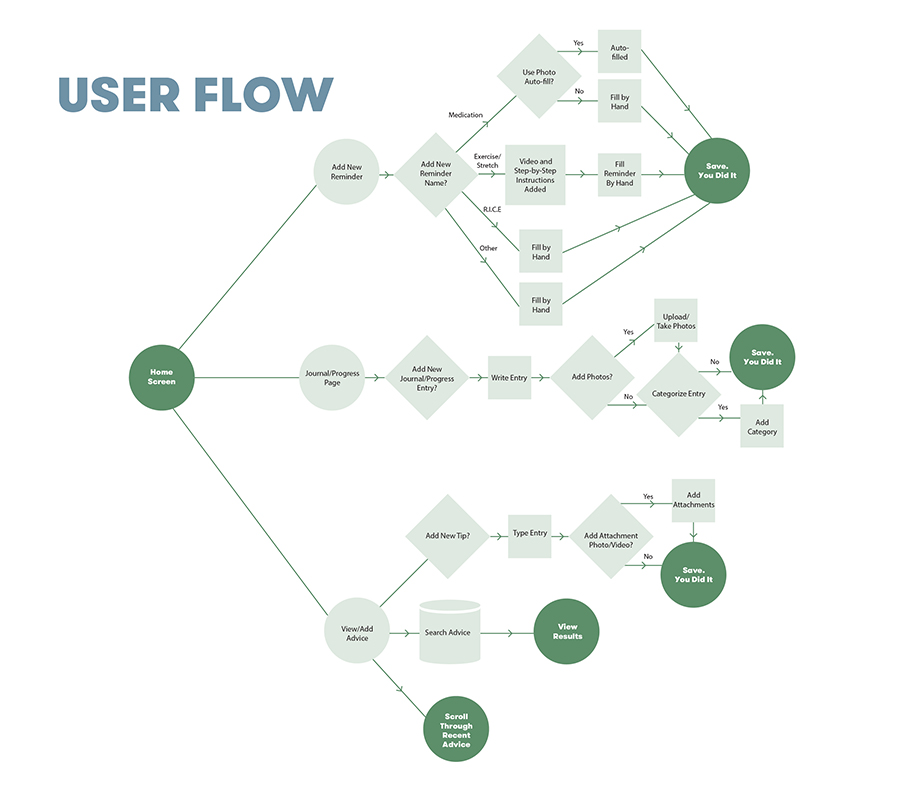 USER FLOW
Yes
Auto-
filled
Use Photo
Auto-fill?
No
Fill by
Hand
Medication
Add New
Reminder
Add New
Reminder
Name?
Exercise/
Stretch
Video and
Step-by-Step
Instructions
Added
Fill
Reminder
By Hand
Save.
You Did It
R.I.C.E
Fill by
Hand
Other
Fill by
Hand
Home
Screen
Journal/Progress
Page
Add New
Journal/Progress
Entry?
Write Entry
Add Photos?
Yes
Upload/
Take Photos
No
Categorize Entry
No
Save.
You Did It
Yes
Add
Category
Add New Tip?
Type Entry
Add Attachment
Photo/Video?
Yes
Add
Attachments
No
Save.
You Did It
View/Add
Advice
Search Advice
View
Results
Scroll
Through
Recent
Advice